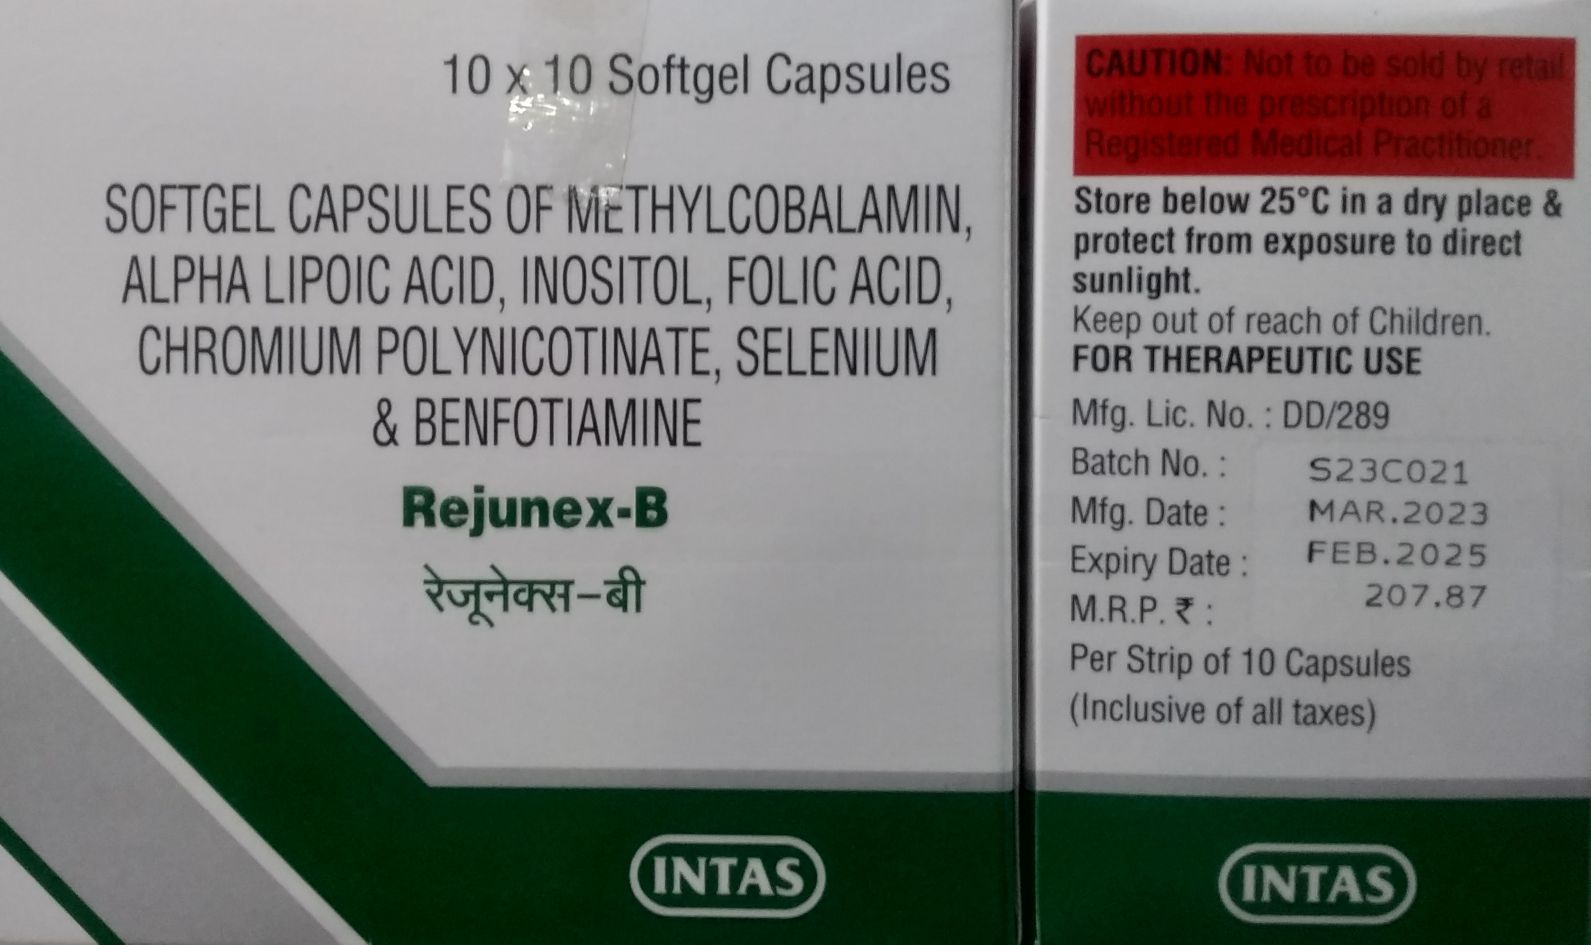 10 x 10 Softgel Capsules
SOFTGEL CAPSULES OF METHYLCOBALAMIN,
ALPHA LIPOIC ACID, INOSITOL, FOLIC ACID,
CHROMIUM POLYNICOTINATE, SELENIUM
& BENFOTIAMINE
Rejunex-B
रेजूनेक्स–बी
INTAS
CAUTION: Not to be sold by retail
without the prescription of a
Registered Medical Practitioner.
Store below 25°C in a dry place &
protect from exposure to direct
sunlight.
Keep out of reach of Children.
FOR THERAPEUTIC USE
Mfg. Lic. No. : DD/289
Batch No. : S23C021
Mfg. Date : MAR.2023
Expiry Date : FEB.2025
M.R.P. ₹ : 207.87
Per Strip of 10 Capsules
(Inclusive of all taxes)
INTAS